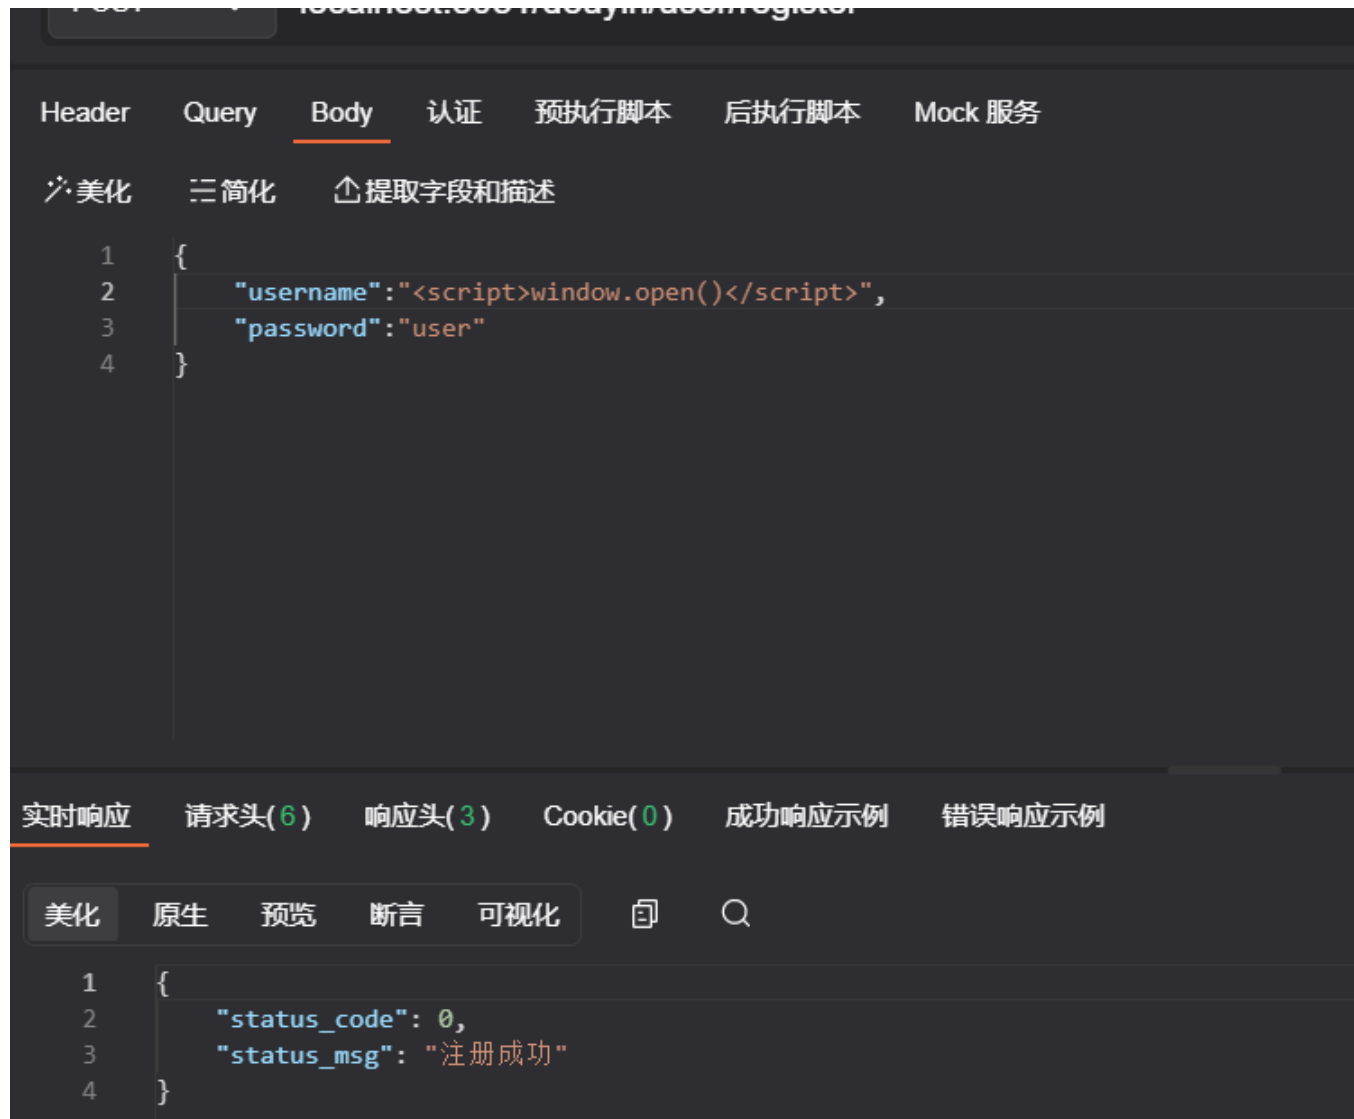 Header Query Body 认证 预执行脚本 后执行脚本 Mock 服务
美化 简化 提取字段和描述
1 {
2 "username":"<script>window.open()</script>",
3 "password":"user"
4 }
实时响应 请求头(6) 响应头(3) Cookie(0) 成功响应示例 错误响应示例
美化 原生 预览 断言 可视化
1 {
2 "status_code": 0,
3 "status_msg": "注册成功"
4 }